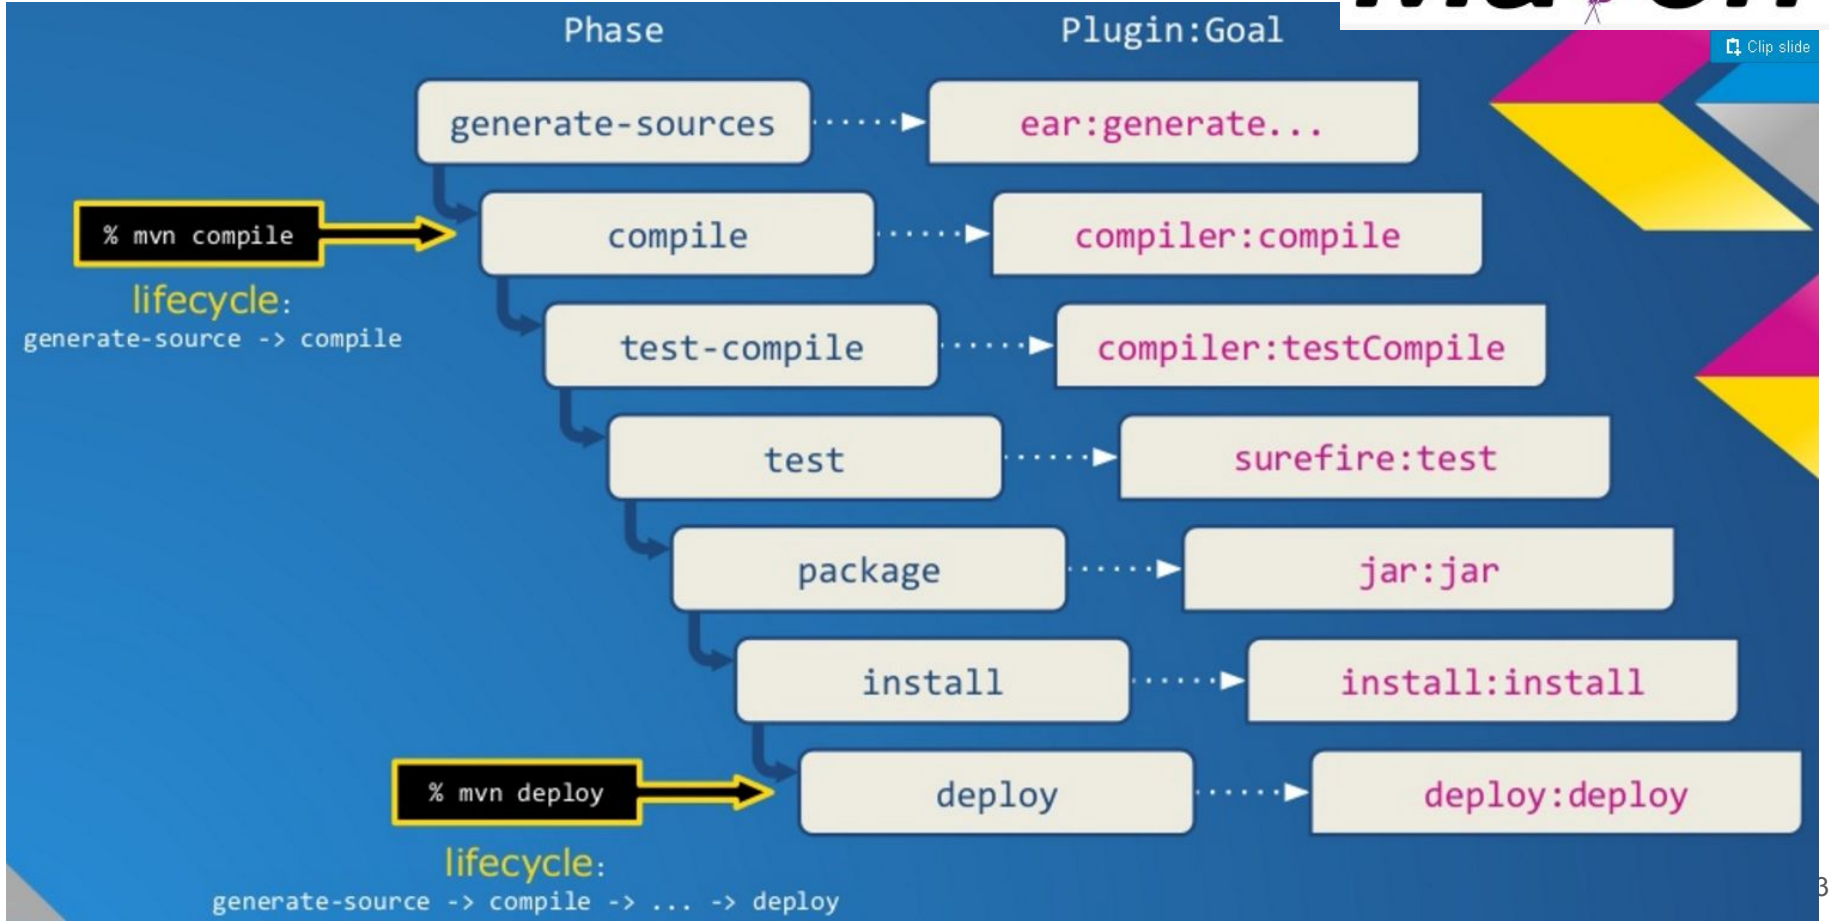 Phase Plugin:Goal
Clip slide
generate-sources ear:generate...
% mvn compile compile compiler:compile
lifecycle:
generate-source -> compile
test-compile compiler:testCompile
test surefire:test
package jar:jar
install install:install
% mvn deploy deploy deploy:deploy
lifecycle:
generate-source -> compile -> ... -> deploy
3